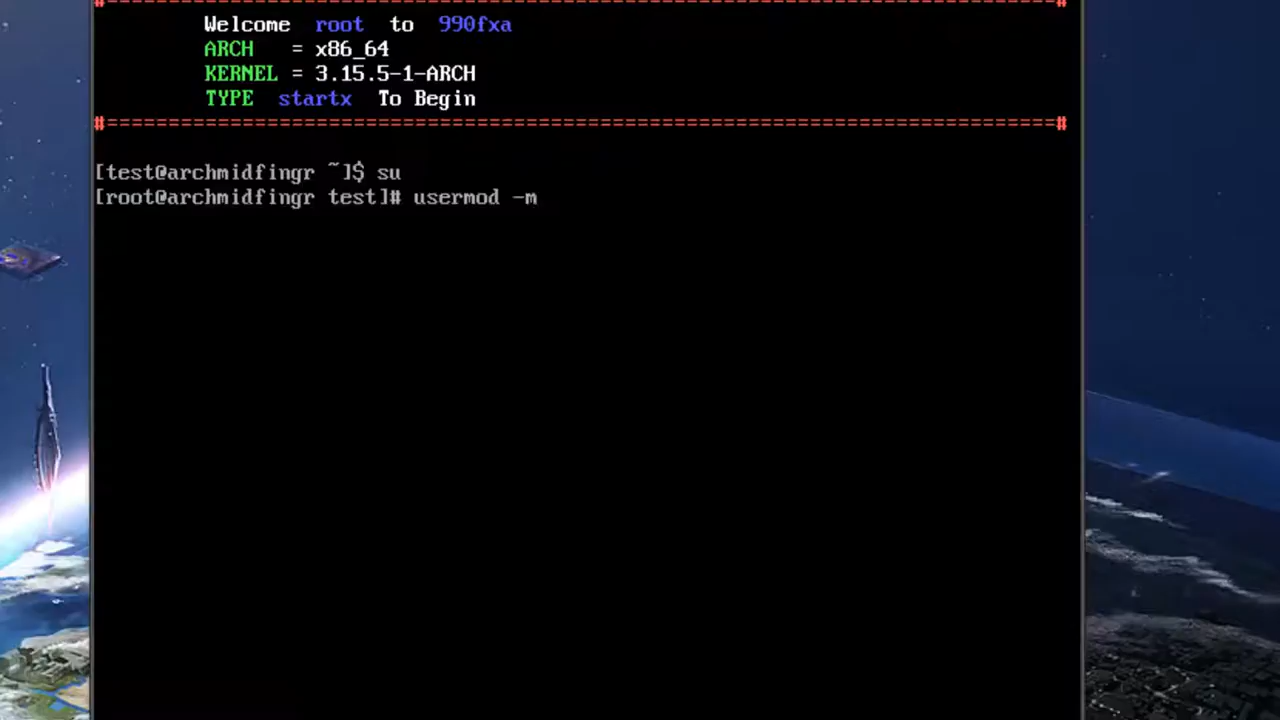 #==============================================================================#
Welcome root to 990fxa
ARCH = x86_64
KERNEL = 3.15.5-1-ARCH
TYPE startx To Begin
#==============================================================================#
[test@archmidfingr ~]$ su
[root@archmidfingr test]# usermod -m